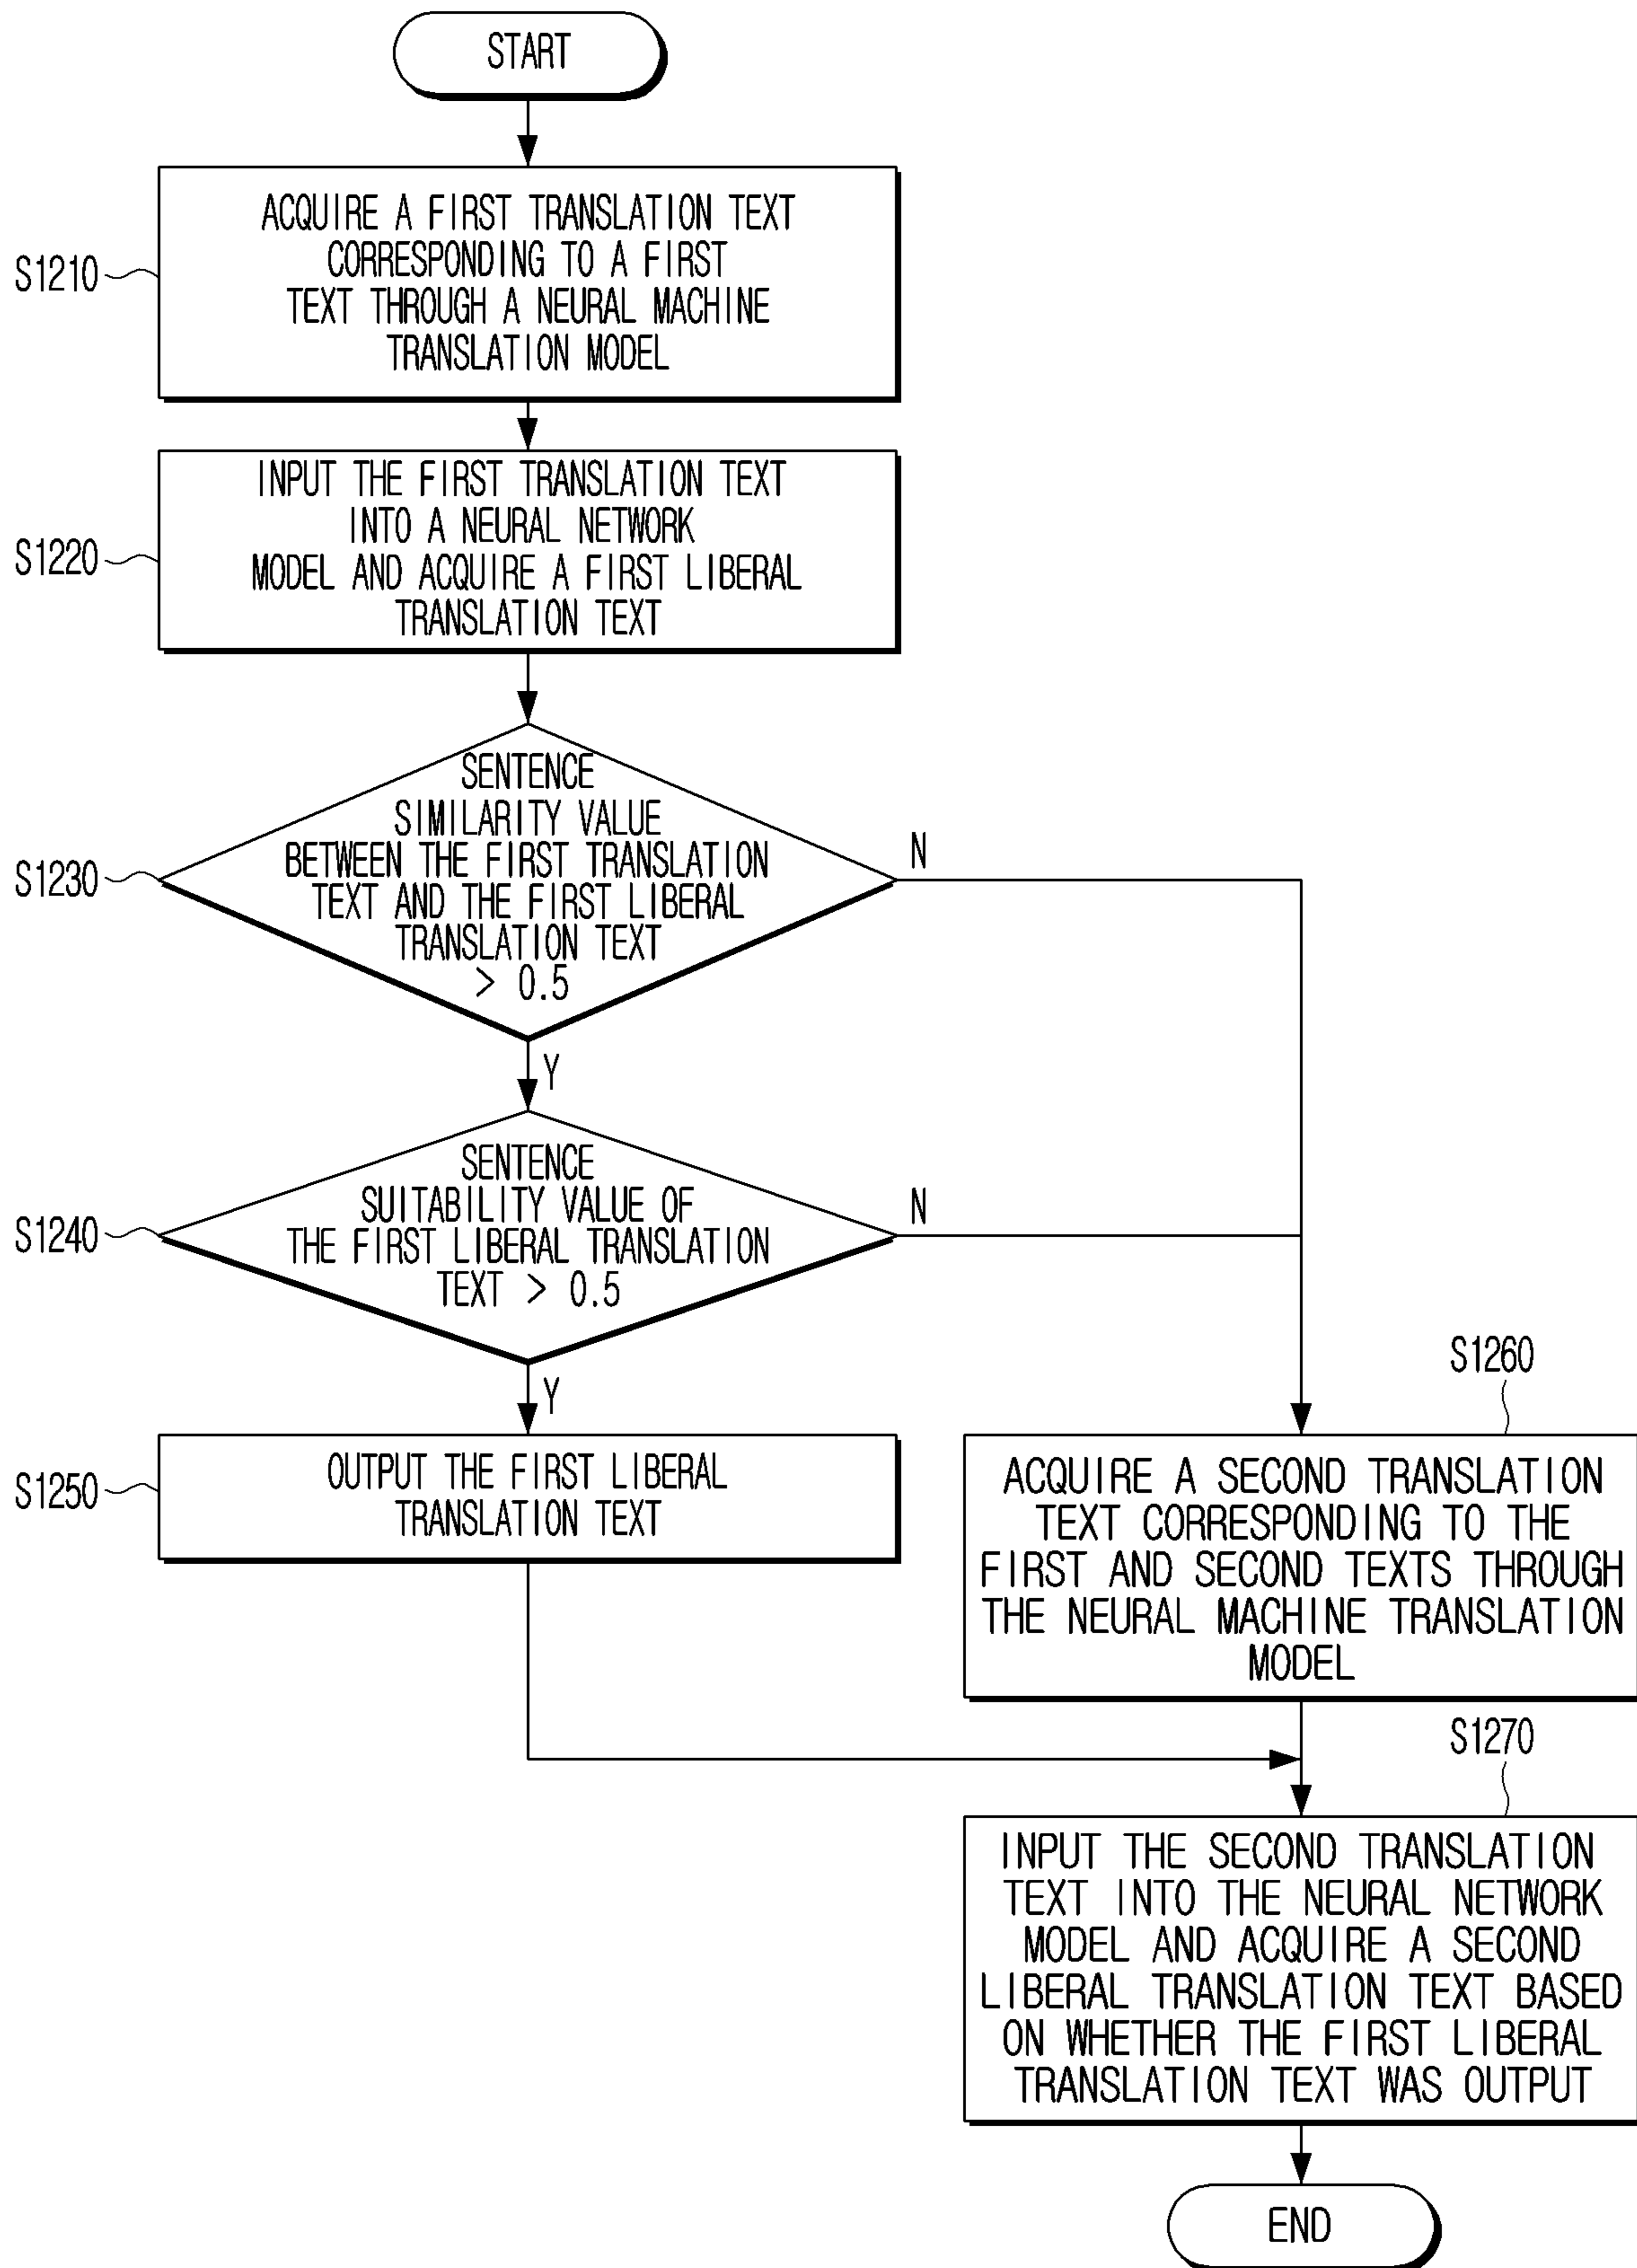 START
S1210
ACQUIRE A FIRST TRANSLATION TEXT
CORRESPONDING TO A FIRST
TEXT THROUGH A NEURAL MACHINE
TRANSLATION MODEL
S1220
INPUT THE FIRST TRANSLATION TEXT
INTO A NEURAL NETWORK
MODEL AND ACQUIRE A FIRST LIBERAL
TRANSLATION TEXT
S1230
SENTENCE
SIMILARITY VALUE
BETWEEN THE FIRST TRANSLATION
TEXT AND THE FIRST LIBERAL
TRANSLATION TEXT
> 0.5
N
Y
S1240
SENTENCE
SUITABILITY VALUE OF
THE FIRST LIBERAL TRANSLATION
TEXT > 0.5
N
Y
S1250
OUTPUT THE FIRST LIBERAL
TRANSLATION TEXT
S1260
ACQUIRE A SECOND TRANSLATION
TEXT CORRESPONDING TO THE
FIRST AND SECOND TEXTS THROUGH
THE NEURAL MACHINE TRANSLATION
MODEL
S1270
INPUT THE SECOND TRANSLATION
TEXT INTO THE NEURAL NETWORK
MODEL AND ACQUIRE A SECOND
LIBERAL TRANSLATION TEXT BASED
ON WHETHER THE FIRST LIBERAL
TRANSLATION TEXT WAS OUTPUT
END